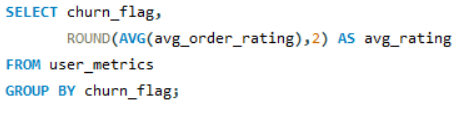 SELECT churn_flag,
       ROUND(AVG(avg_order_rating),2) AS avg_rating
FROM user_metrics
GROUP BY churn_flag;